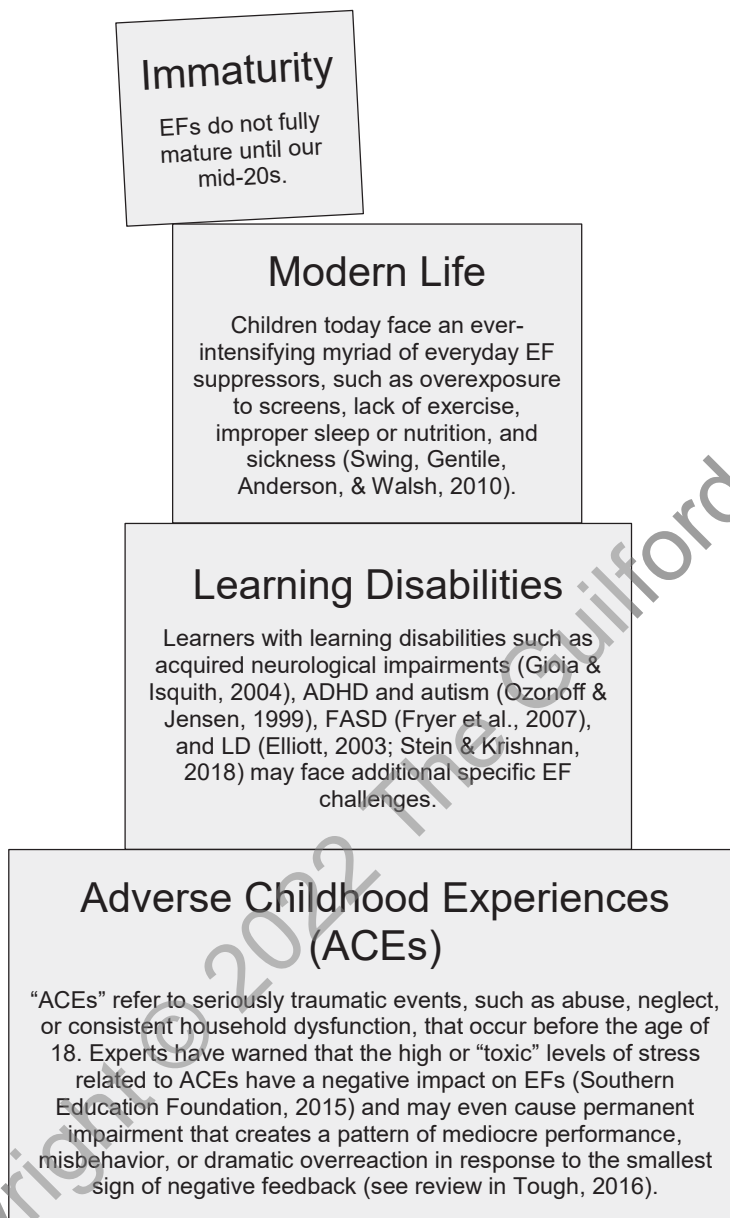 Immaturity
EFs do not fully
mature until our
mid-20s.
Modern Life
Children today face an ever-
intensifying myriad of everyday EF
suppressors, such as overexposure
to screens, lack of exercise,
improper sleep or nutrition, and
sickness (Swing, Gentile,
Anderson, & Walsh, 2010).
Learning Disabilities
Learners with learning disabilities such as
acquired neurological impairments (Gioia &
Isquith, 2004), ADHD and autism (Ozonoff &
Jensen, 1999), FASD (Fryer et al., 2007),
and LD (Elliott, 2003; Stein & Krishnan,
2018) may face additional specific EF
challenges.
Adverse Childhood Experiences
(ACEs)
“ACEs” refer to seriously traumatic events, such as abuse, neglect,
or consistent household dysfunction, that occur before the age of
18. Experts have warned that the high or “toxic” levels of stress
related to ACEs have a negative impact on EFs (Southern
Education Foundation, 2015) and may even cause permanent
impairment that creates a pattern of mediocre performance,
misbehavior, or dramatic overreaction in response to the smallest
sign of negative feedback (see review in Tough, 2016).
right © 2022 The Guilford